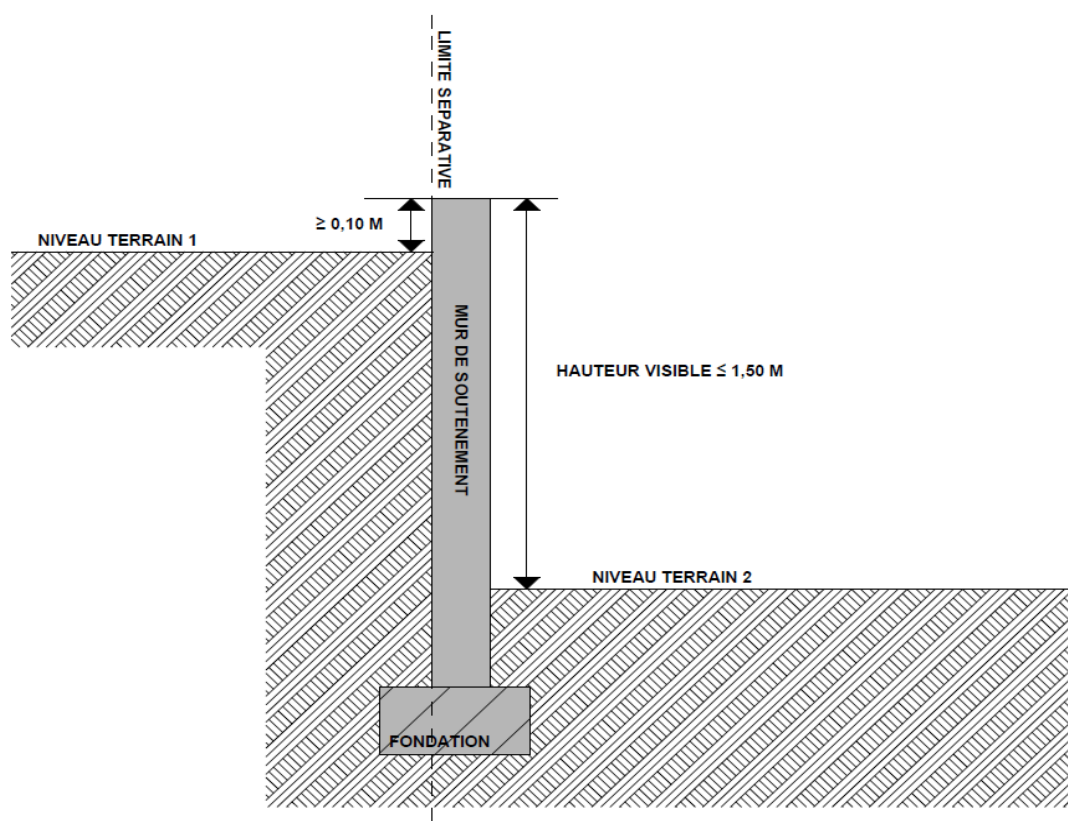 LIMITE SEPARATIVE
≥ 0,10 M
NIVEAU TERRAIN 1
MUR DE SOUTENEMENT
HAUTEUR VISIBLE ≤ 1,50 M
NIVEAU TERRAIN 2
FONDATION